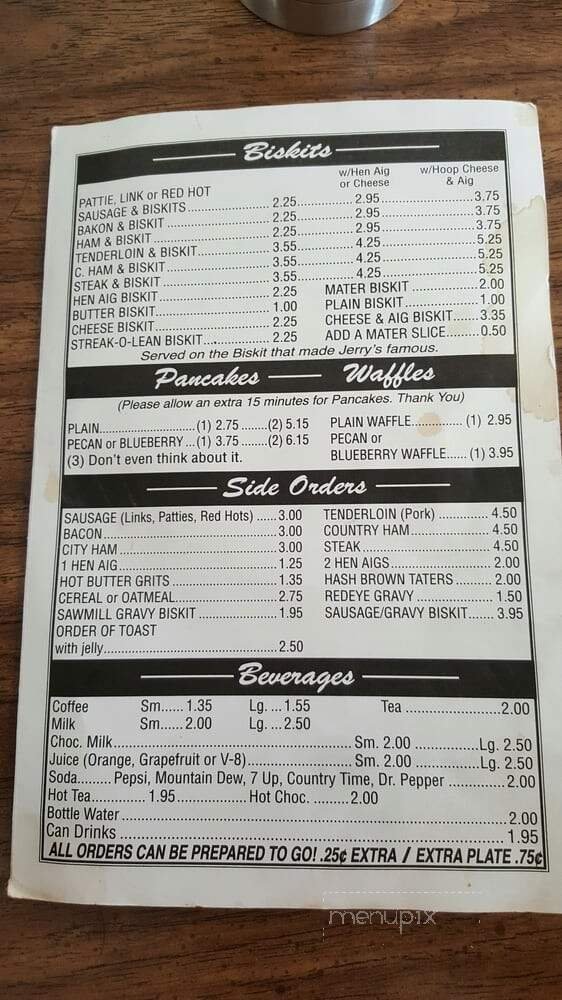 Biskits
w/Hen Aig or Cheese
w/Hoop Cheese & Aig
PATTIE, LINK or RED HOT
SAUSAGE & BISKITS 2.25 2.95 3.75
BAKON & BISKIT 2.25 2.95 3.75
HAM & BISKIT 2.25 2.95 3.75
TENDERLOIN & BISKIT 3.55 4.25 5.25
C. HAM & BISKIT 3.55 4.25 5.25
STEAK & BISKIT 3.55 4.25 5.25
HEN AIG BISKIT 2.25
BUTTER BISKIT 1.00
CHEESE BISKIT 2.25
STREAK-O-LEAN BISKIT 2.25
MATER BISKIT 2.00
PLAIN BISKIT 1.00
CHEESE & AIG BISKIT 3.35
ADD A MATER SLICE 0.50
Served on the Biskit that made Jerry's famous.
Pancakes Waffles
(Please allow an extra 15 minutes for Pancakes. Thank You)
PLAIN (1) 2.75 (2) 5.15
PECAN or BLUEBERRY (1) 3.75 (2) 6.15
(3) Don't even think about it.
PLAIN WAFFLE (1) 2.95
PECAN or
BLUEBERRY WAFFLE (1) 3.95
Side Orders
SAUSAGE (Links, Patties, Red Hots) 3.00
BACON 3.00
CITY HAM 3.00
1 HEN AIG 1.25
HOT BUTTER GRITS 1.35
CEREAL or OATMEAL 2.75
SAWMILL GRAVY BISKIT 1.95
ORDER OF TOAST
with jelly 2.50
TENDERLOIN (Pork) 4.50
COUNTRY HAM 4.50
STEAK 4.50
2 HEN AIGS 2.00
HASH BROWN TATERS 2.00
REDEYE GRAVY 1.50
SAUSAGE/GRAVY BISKIT 3.95
Beverages
Coffee Sm. 1.35 Lg. 1.55 Tea 2.00
Milk Sm. 2.00 Lg. 2.50
Choc. Milk Sm. 2.00 Lg. 2.50
Juice (Orange, Grapefruit or V-8) Sm. 2.00 Lg. 2.50
Soda Pepsi, Mountain Dew, 7 Up, Country Time, Dr. Pepper 2.00
Hot Tea 1.95 Hot Choc. 2.00
Bottle Water 2.00
Can Drinks 1.95
ALL ORDERS CAN BE PREPARED TO GO! .25¢ EXTRA / EXTRA PLATE .75¢
menupix